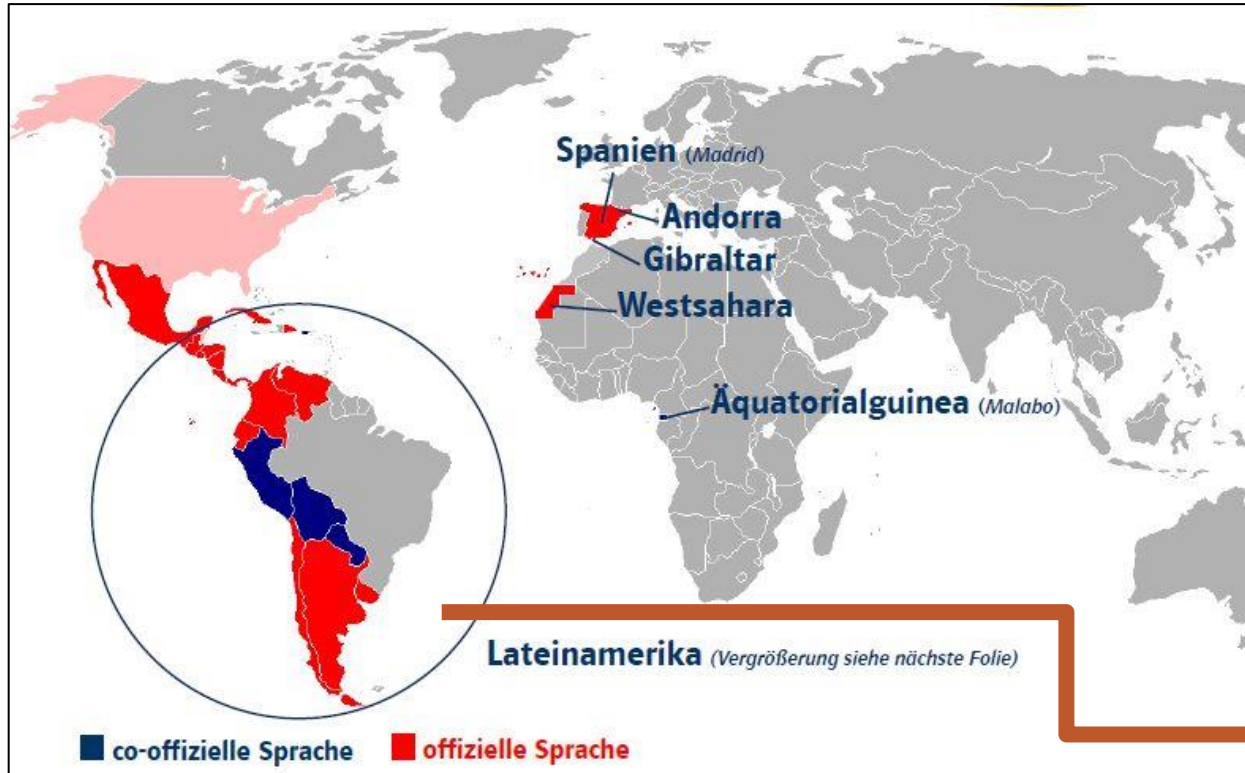 Spanien (Madrid)
Andorra
Gibraltar
Westsahara
Äquatorialguinea (Malabo)
Lateinamerika (Vergrößerung siehe nächste Folie)
co-offizielle Sprache
offizielle Sprache